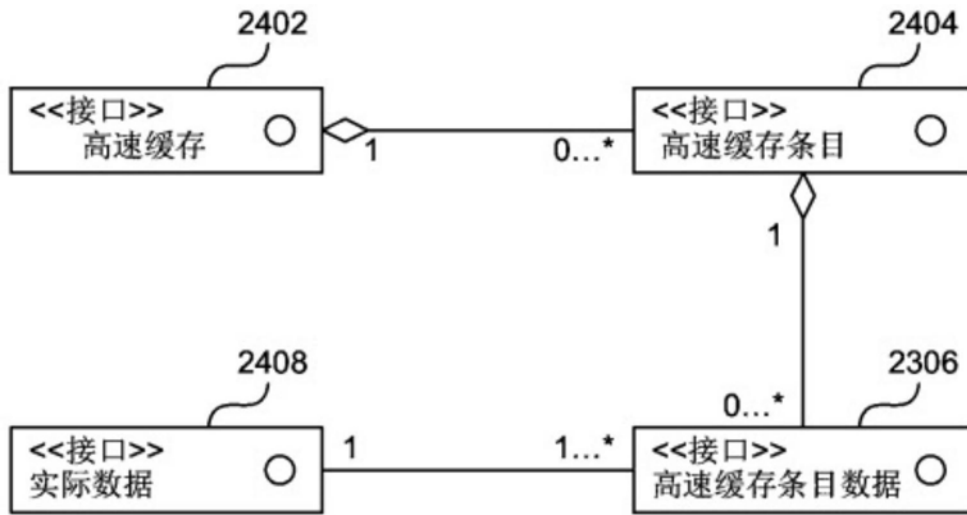 2402
2404
<<接口>>
高速缓存
1
0...*
<<接口>>
高速缓存条目
1
2408
2306
0...*
<<接口>>
实际数据
1
1...*
<<接口>>
高速缓存条目数据